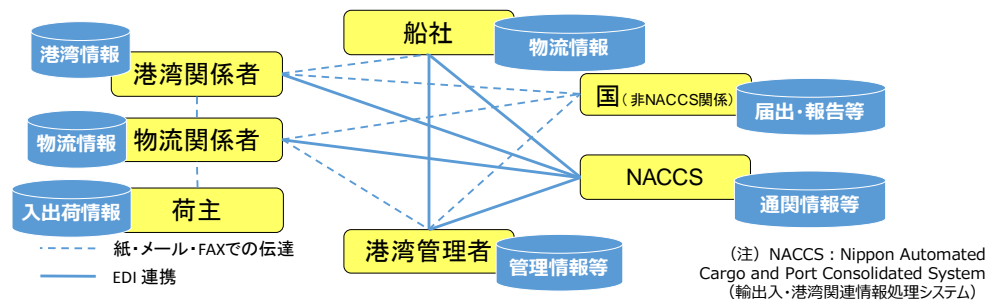 船社
物流情報
港湾情報
港湾関係者
国（非NACCS関係）
届出・報告等
物流情報
物流関係者
NACCS
通関情報等
入出荷情報
荷主
港湾管理者
管理情報等
紙・メール・FAXでの伝達
EDI 連携
（注）NACCS：Nippon Automated
Cargo and Port Consolidated System
（輸出入・港湾関連情報処理システム）